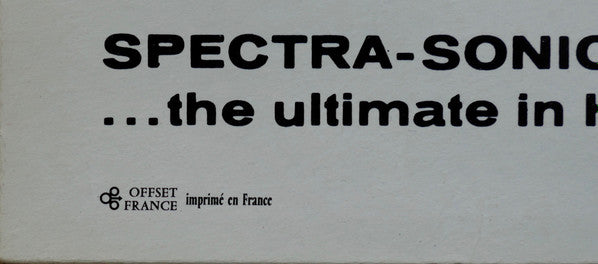 SPECTRA-SONIC
...the ultimate in
OFFSET
FRANCE imprimé en France